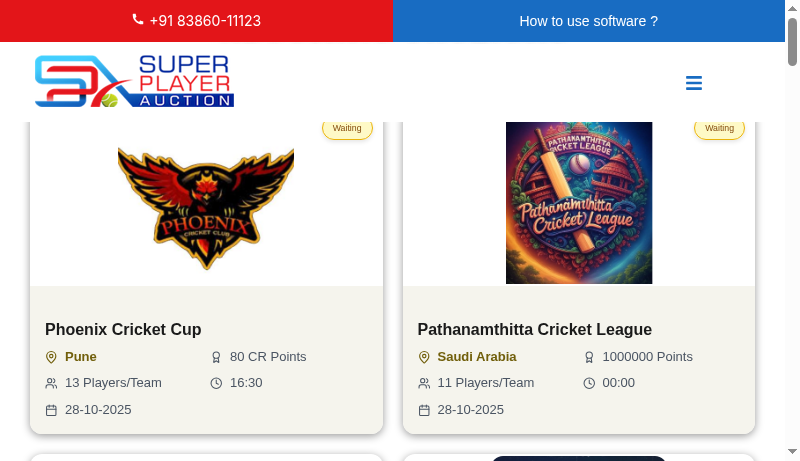 +91 83860-11123
How to use software ?
SUPER
PLAYER
AUCTION
Waiting
Waiting
PHOENIX
CRICKET CLUB
PATHANAMTHITTA
CRICKET LEAGUE
Pathanamthitta
Cricket League
Phoenix Cricket Cup
Pune
80 CR Points
13 Players/Team
16:30
28-10-2025
Pathanamthitta Cricket League
Saudi Arabia
1000000 Points
11 Players/Team
00:00
28-10-2025